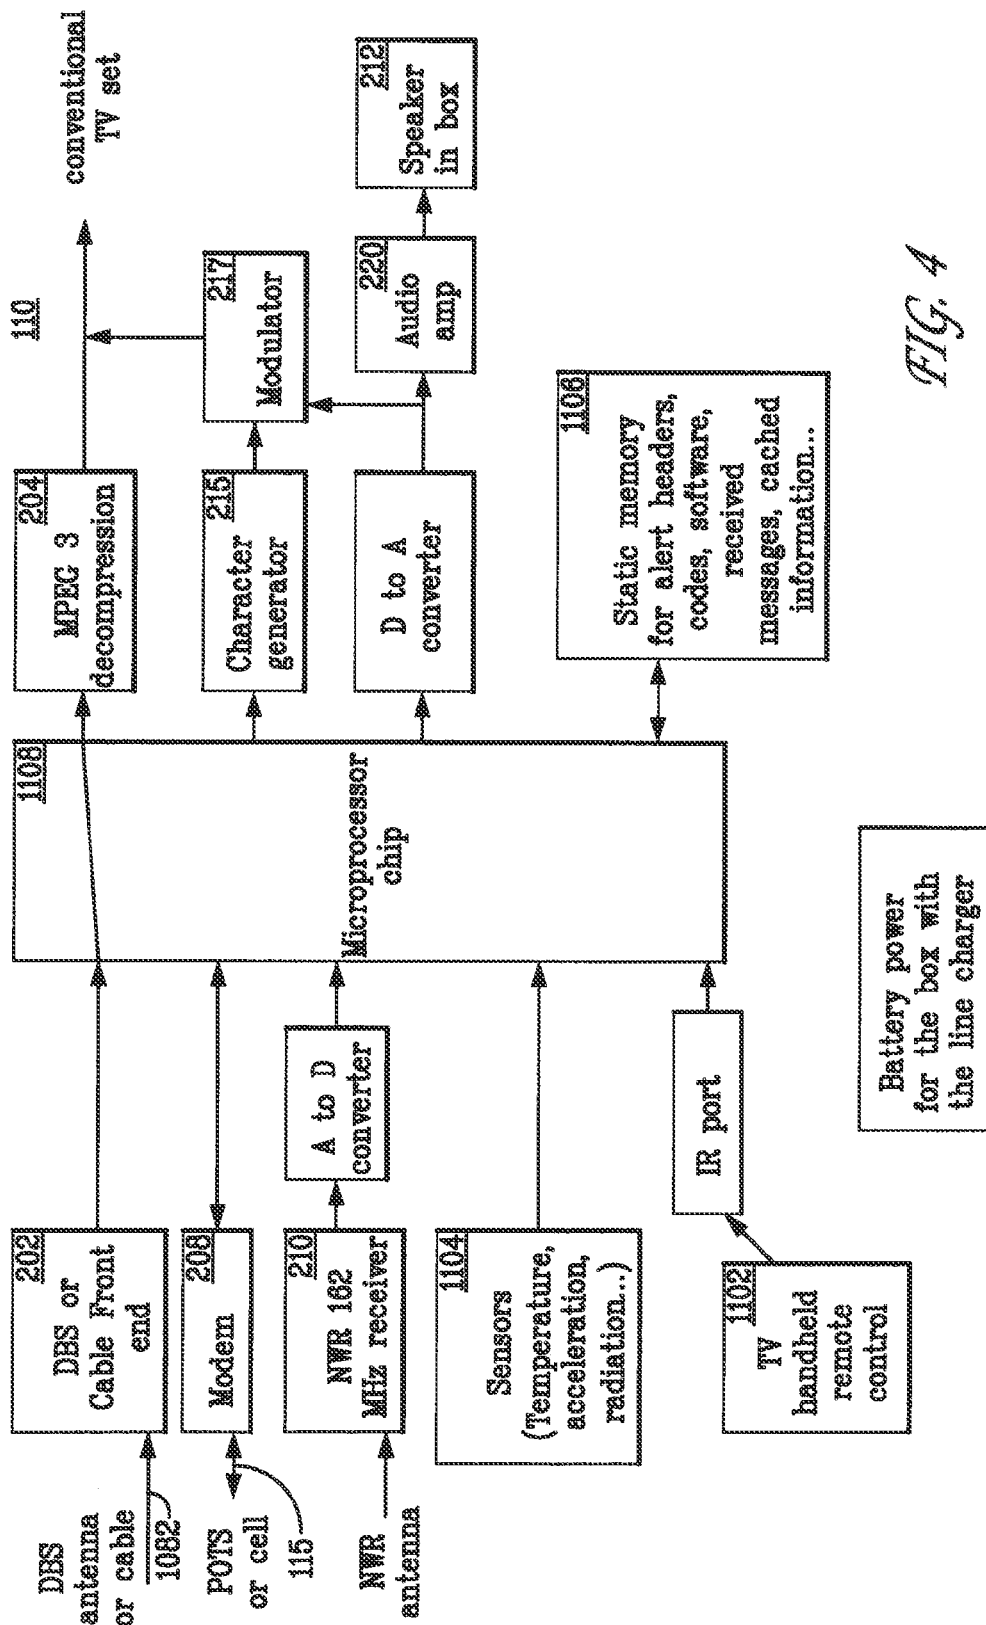 110
conventional
TV set
DBS
antenna
or cable
1082
202
DBS or
Cable Front
end
1108
Microprocessor
chip
204
MPEG 3
decompression
POTS
or cell
115
208
Modem
215
Character
generator
217
Modulator
NWR
antenna
210
NWR 162
MHz receiver
A to D
converter
D to A
converter
220
Audio
amp
212
Speaker
in box
1104
Sensors
(Temperature,
acceleration,
radiation...)
1106
Static memory
for alert headers,
codes, software,
received
messages, cached
information...
1102
TV
handheld
remote
control
IR port
Battery power
for the box with
the line charger
FIG. 4